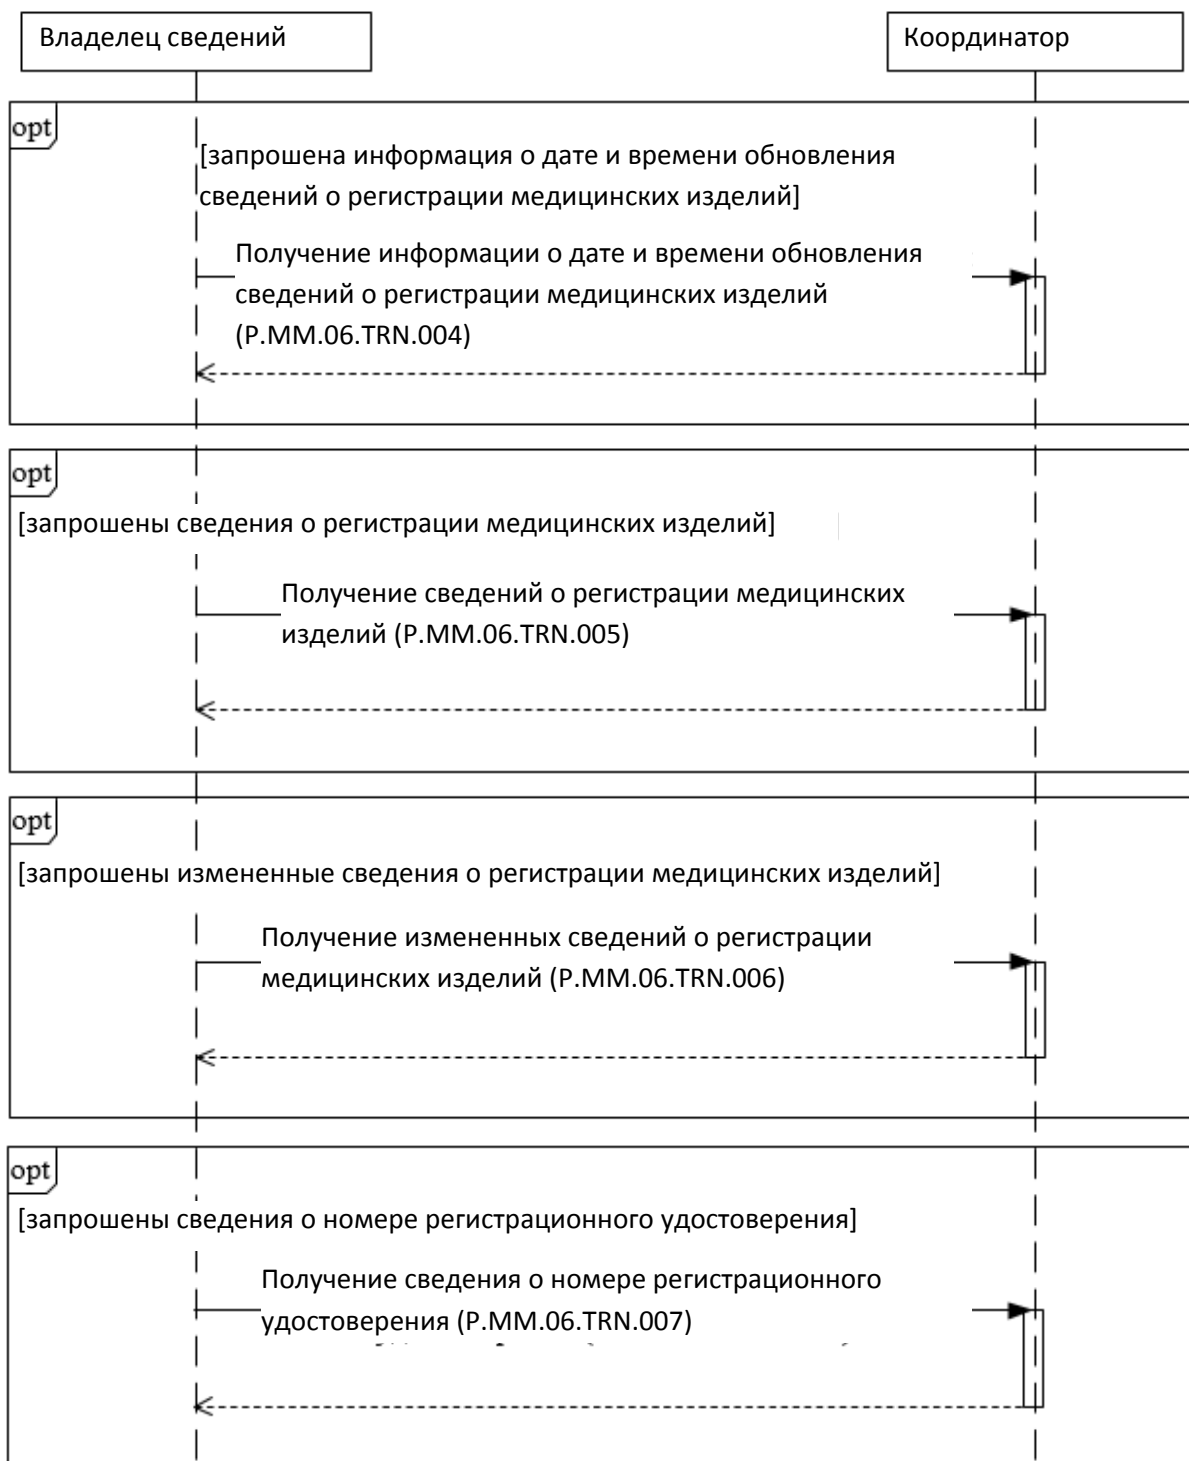 Владелец сведений
Координатор
opt
[запрошена информация о дате и времени обновления
сведений о регистрации медицинских изделий]
Получение информации о дате и времени обновления
сведений о регистрации медицинских изделий
(P.MM.06.TRN.004)
opt
[запрошены сведения о регистрации медицинских изделий]
Получение сведений о регистрации медицинских
изделий (P.MM.06.TRN.005)
opt
[запрошены измененные сведения о регистрации медицинских изделий]
Получение измененных сведений о регистрации
медицинских изделий (P.MM.06.TRN.006)
opt
[запрошены сведения о номере регистрационного удостоверения]
Получение сведения о номере регистрационного
удостоверения (P.MM.06.TRN.007)